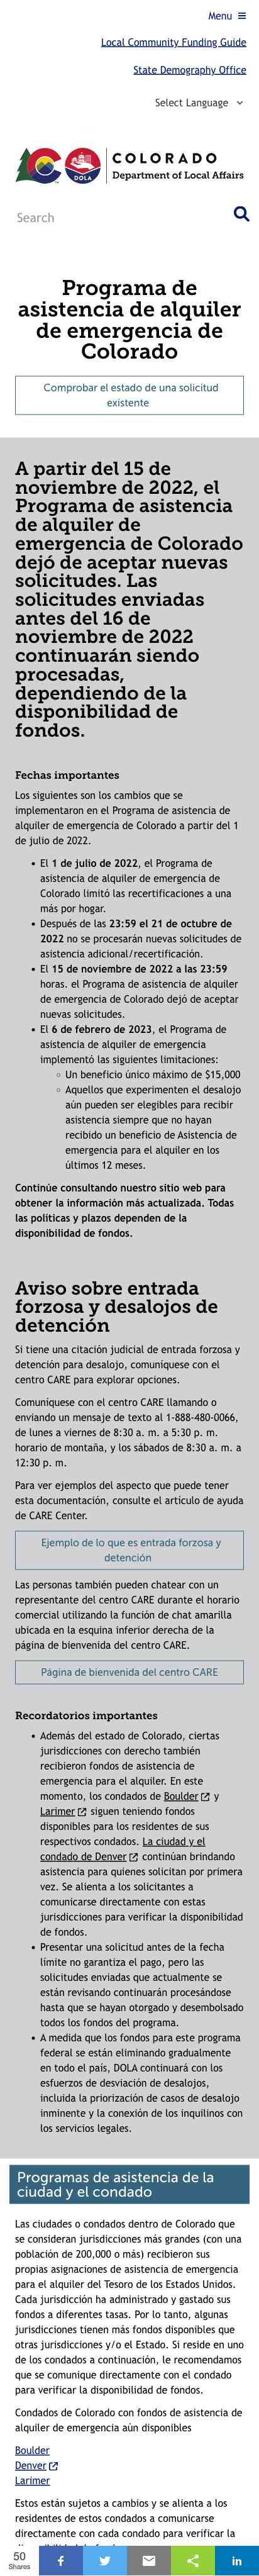 Menu
Local Community Funding Guide
State Demography Office
Select Language
DOLA
COLORADO
Department of Local Affairs
Search
Programa de
asistencia de alquiler
de emergencia de
Colorado
Comprobar el estado de una solicitud
existente
A partir del 15 de
noviembre de 2022, el
Programa de asistencia
de alquiler de
emergencia de Colorado
dejó de aceptar nuevas
solicitudes. Las
solicitudes enviadas
antes del 16 de
noviembre de 2022
continuarán siendo
procesadas,
dependiendo de la
disponibilidad de
fondos.
Fechas importantes
Los siguientes son los cambios que se
implementaron en el Programa de asistencia de
alquiler de emergencia de Colorado a partir del 1
de julio de 2022.
• El 1 de julio de 2022, el Programa de
asistencia de alquiler de emergencia de
Colorado limitó las recertificaciones a una
más por hogar.
• Después de las 23:59 el 21 de octubre de
2022 no se procesarán nuevas solicitudes de
asistencia adicional/recertificación.
• El 15 de noviembre de 2022 a las 23:59
horas. el Programa de asistencia de alquiler
de emergencia de Colorado dejó de aceptar
nuevas solicitudes.
• El 6 de febrero de 2023, el Programa de
asistencia de alquiler de emergencia
implementó las siguientes limitaciones:
◦ Un beneficio único máximo de $15,000
◦ Aquellos que experimenten el desalojo
aún pueden ser elegibles para recibir
asistencia siempre que no hayan
recibido un beneficio de Asistencia de
emergencia para el alquiler en los
últimos 12 meses.
Continúe consultando nuestro sitio web para
obtener la información más actualizada. Todas
las políticas y plazos dependen de la
disponibilidad de fondos.
Aviso sobre entrada
forzosa y desalojos de
detención
Si tiene una citación judicial de entrada forzosa y
detención para desalojo, comuníquese con el
centro CARE para explorar opciones.
Comuníquese con el centro CARE llamando o
enviando un mensaje de texto al 1-888-480-0066,
de lunes a viernes de 8:30 a. m. a 5:30 p. m.
horario de montaña, y los sábados de 8:30 a. m. a
12:30 p. m.
Para ver ejemplos del aspecto que puede tener
esta documentación, consulte el artículo de ayuda
de CARE Center.
Ejemplo de lo que es entrada forzosa y
detención
Las personas también pueden chatear con un
representante del centro CARE durante el horario
comercial utilizando la función de chat amarilla
ubicada en la esquina inferior derecha de la
página de bienvenida del centro CARE.
Página de bienvenida del centro CARE
Recordatorios importantes
• Además del estado de Colorado, ciertas
jurisdicciones con derecho también
recibieron fondos de asistencia de
emergencia para el alquiler. En este
momento, los condados de Boulder y
Larimer siguen teniendo fondos
disponibles para los residentes de sus
respectivos condados. La ciudad y el
condado de Denver continúan brindando
asistencia para quienes solicitan por primera
vez. Se alienta a los solicitantes a
comunicarse directamente con estas
jurisdicciones para verificar la disponibilidad
de fondos.
• Presentar una solicitud antes de la fecha
límite no garantiza el pago, pero las
solicitudes enviadas que actualmente se
están revisando continuarán procesándose
hasta que se hayan otorgado y desembolsado
todos los fondos del programa.
• A medida que los fondos para este programa
federal se están eliminando gradualmente
en todo el país, DOLA continuará con los
esfuerzos de desviación de desalojos,
incluida la priorización de casos de desalojo
inminente y la conexión de los inquilinos con
los servicios legales.
Programas de asistencia de la
ciudad y el condado
Las ciudades o condados dentro de Colorado que
se consideran jurisdicciones más grandes (con una
población de 200,000 o más) recibieron sus
propias asignaciones de asistencia de emergencia
para el alquiler del Tesoro de los Estados Unidos.
Cada jurisdicción ha administrado y gastado sus
fondos a diferentes tasas. Por lo tanto, algunas
jurisdicciones tienen más fondos disponibles que
otras jurisdicciones y/o el Estado. Si reside en uno
de los condados a continuación, le recomendamos
que se comunique directamente con el condado
para verificar la disponibilidad de fondos.
Condados de Colorado con fondos de asistencia de
alquiler de emergencia aún disponibles
Boulder
Denver
Larimer
Estos están sujetos a cambios y se alienta a los
residentes de estos condados a comunicarse
directamente con cada condado para verificar la
50
Shares